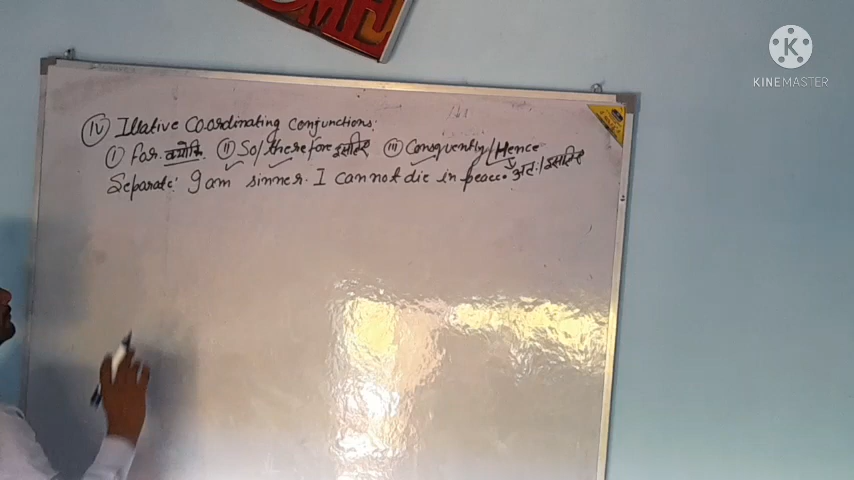 K
KINEMASTER
IV Illative Coordinating Conjunctions:
I For क्योंकि II So/therefore इसलिए III Consquently/Hence
Separate: I am sinner. I cannot die in peace. अतः/इसलिए